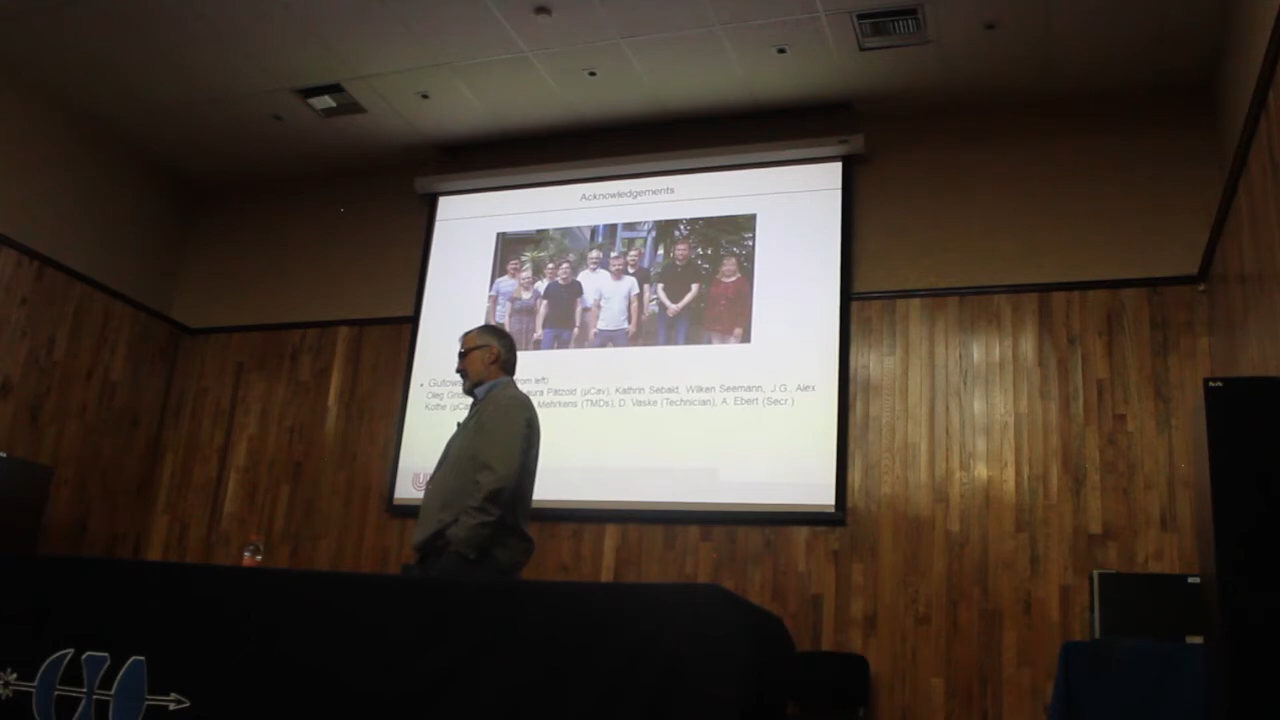 Acknowledgements
Gutows from left)
Oleg Gris Laura Pätzold (µCav), Kathrin Sebald, Wilken Seemann, J.G., Alex
Kothe (µCa Mehrkens (TMDs), D. Vaske (Technician), A. Ebert (Secr.)